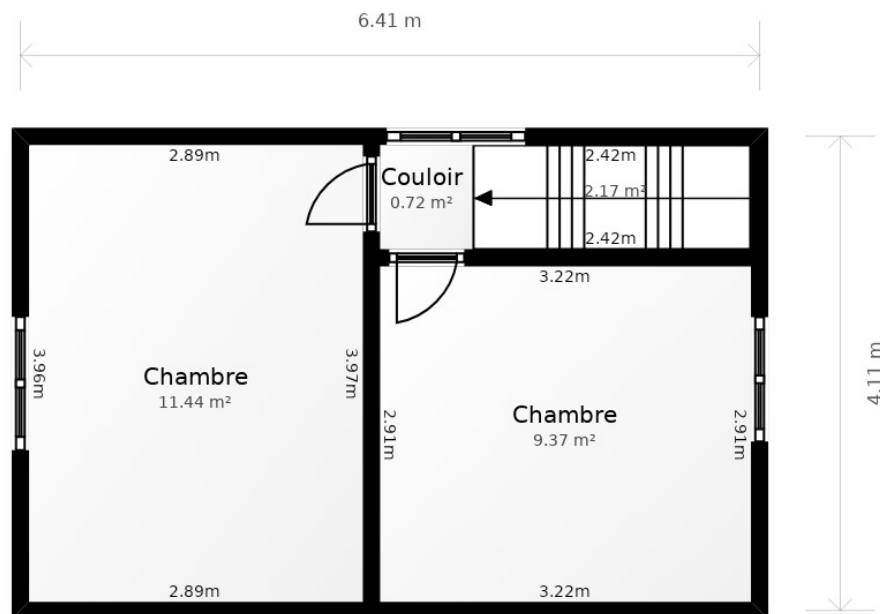 6.41 m
2.89m
2.42m
Couloir
0.72 m²
2.17 m²
2.42m
3.22m
3.96m
3.97m
Chambre
11.44 m²
Chambre
9.37 m²
2.91m
2.91m
4.11 m
2.89m
3.22m